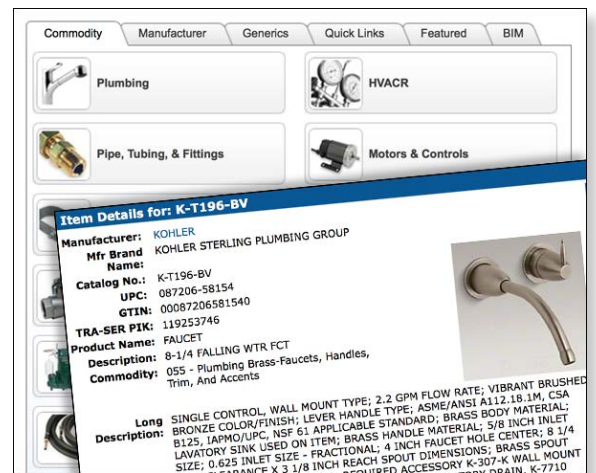 Commodity
Manufacturer
Generics
Quick Links
Featured
BIM
Plumbing
HVACR
Pipe, Tubing, & Fittings
Motors & Controls
Item Details for: K-T196-BV
Manufacturer: KOHLER
Mfr Brand Name: KOHLER STERLING PLUMBING GROUP
Catalog No.: K-T196-BV
UPC: 087206-58154
GTIN: 00087206581540
TRA-SER PIK: 119253746
Product Name: FAUCET
Description: 8-1/4 FALLING WTR FCT
Commodity: 055 - Plumbing Brass-Faucets, Handles,
Trim, And Accents
Long Description: SINGLE CONTROL, WALL MOUNT TYPE; 2.2 GPM FLOW RATE; VIBRANT BRUSHED
BRONZE COLOR/FINISH; LEVER HANDLE TYPE; ASME/ANSI A112.18.1M, CSA
B125, IAPMO/UPC, NSF 61 APPLICABLE STANDARD; BRASS BODY MATERIAL;
LAVATORY SINK USED ON ITEM; BRASS HANDLE MATERIAL; 5/8 INCH INLET
SIZE; 0.625 INLET SIZE - FRACTIONAL; 4 INCH FAUCET HOLE CENTER; 8 1/4
X 3 1/8 INCH REACH SPOUT DIMENSIONS; BRASS SPOUT
REQUIRED ACCESSORY K-307-K WALL MOUNT
DRAIN, K-7710